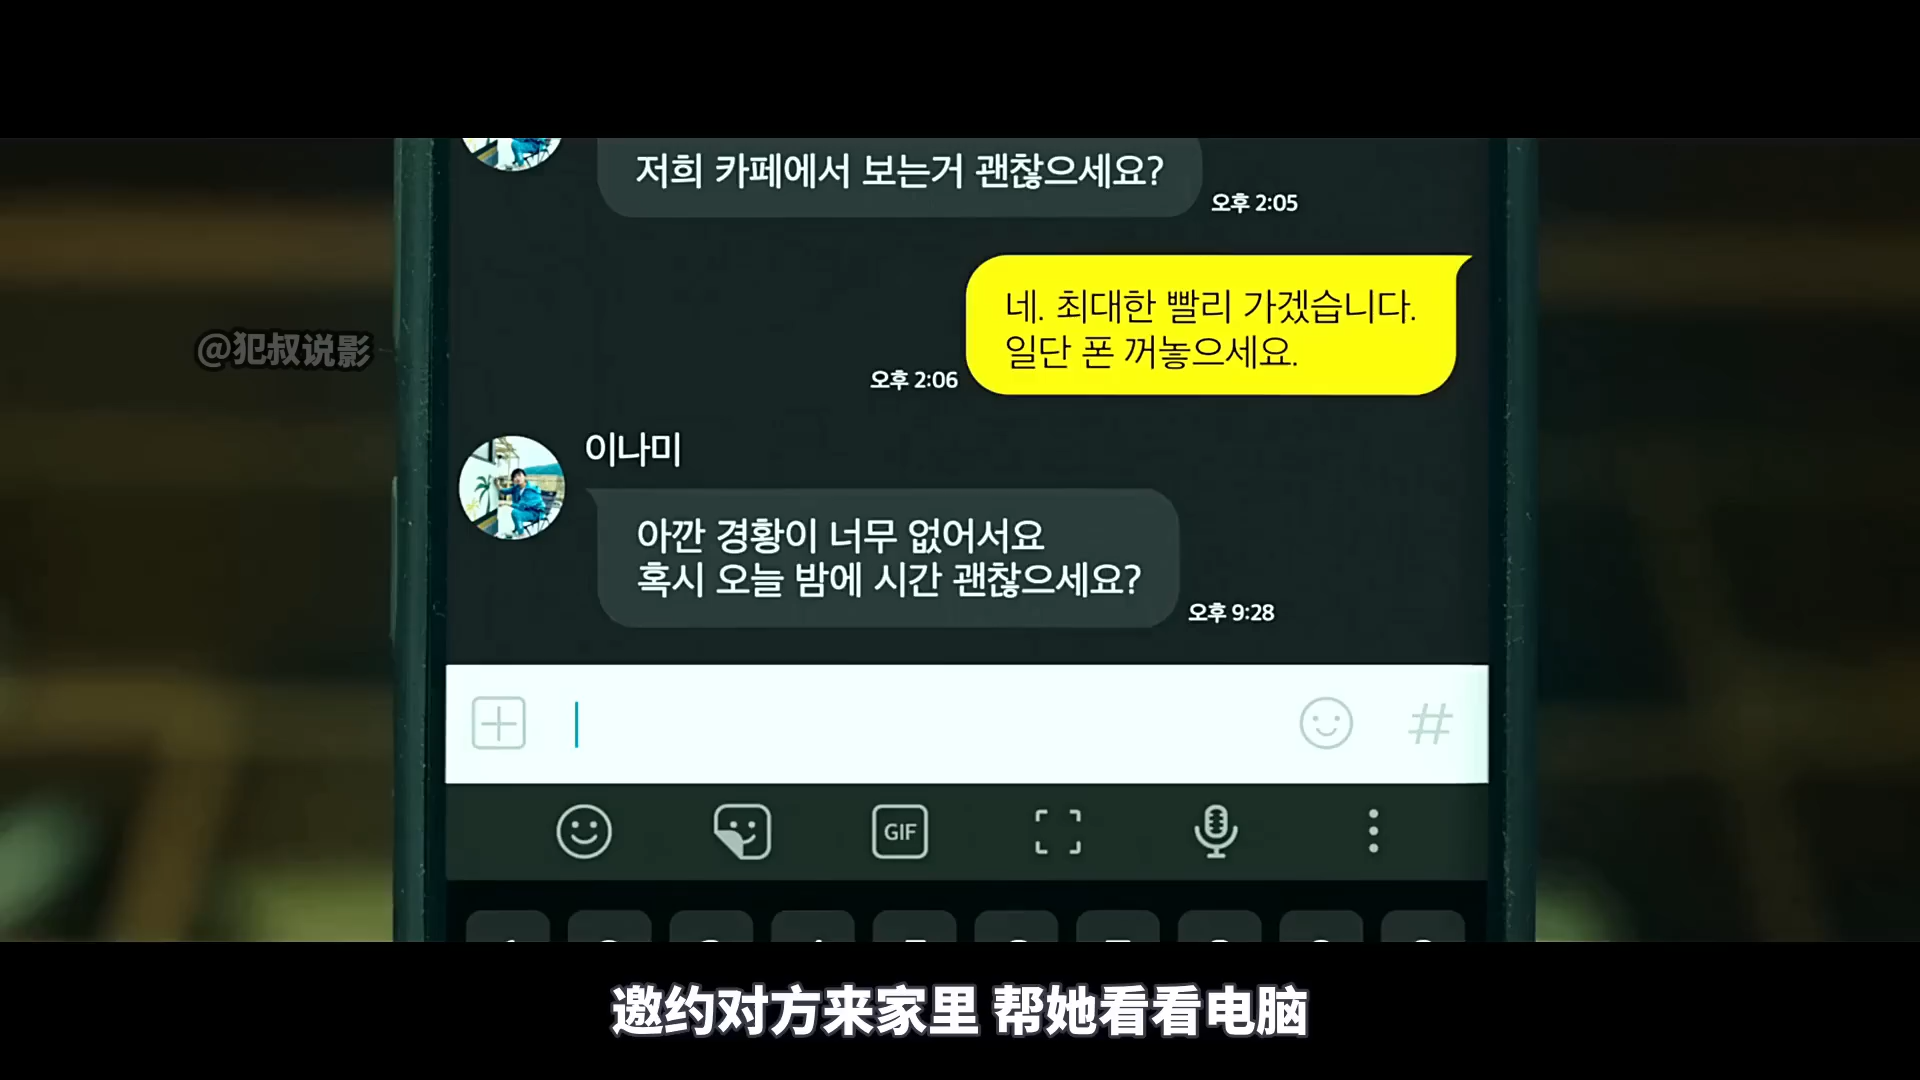 저희 카페에서 보는거 괜찮으세요?
오후 2:05
네. 최대한 빨리 가겠습니다.
일단 폰 꺼놓으세요.
오후 2:06
@犯叔说影
이나미
아깐 경황이 너무 없어서요
혹시 오늘 밤에 시간 괜찮으세요?
오후 9:28
#
GIF
邀约对方来家里 帮她看看电脑